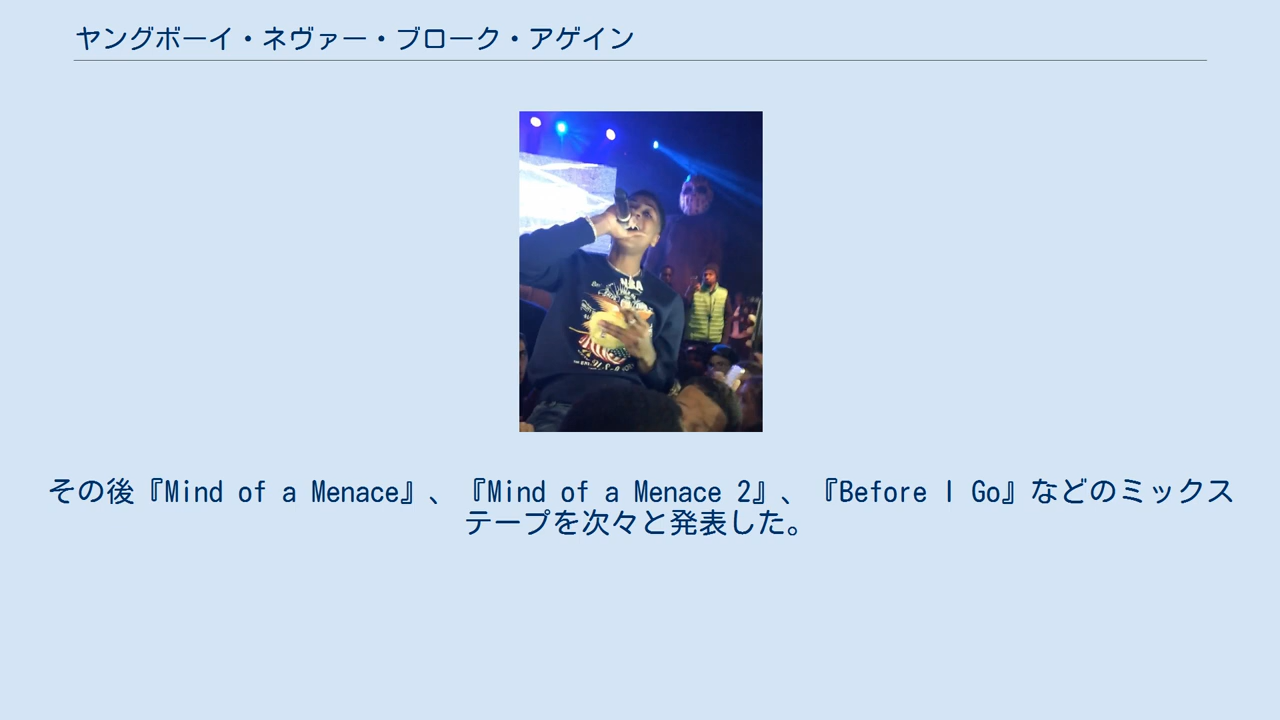 ヤングボーイ・ネヴァー・ブローク・アゲイン
その後『Mind of a Menace』、『Mind of a Menace 2』、『Before I Go』などのミックス
テープを次々と発表した。